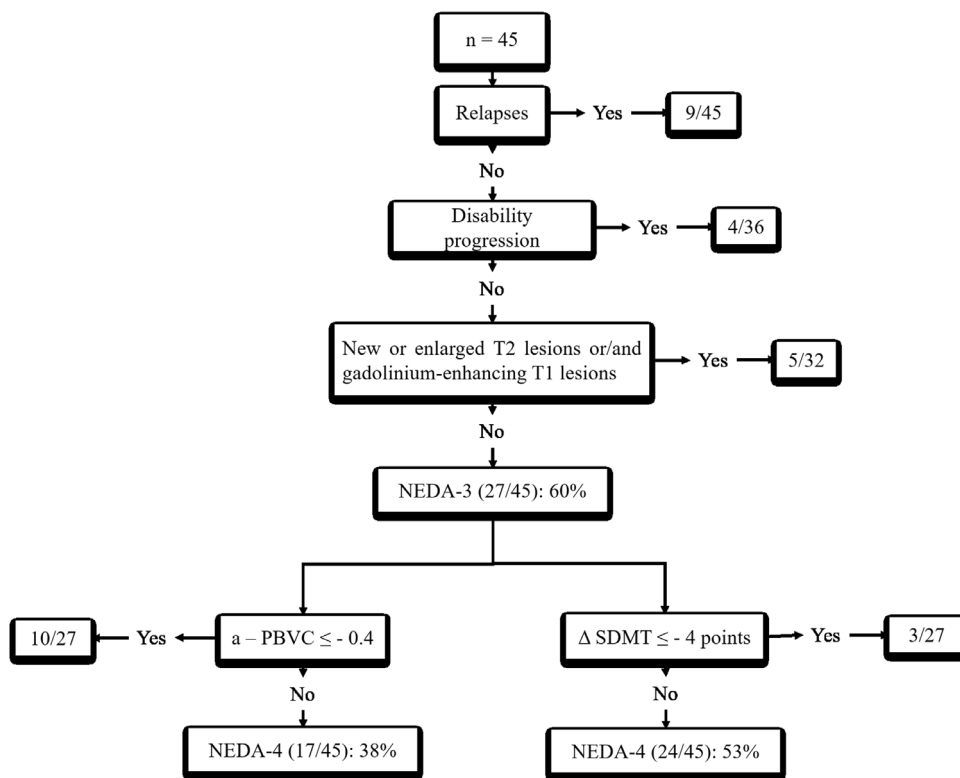 n = 45
Relapses
Yes
9/45
No
Disability
progression
Yes
4/36
No
New or enlarged T2 lesions or/and
gadolinium-enhancing T1 lesions
Yes
5/32
No
NEDA-3 (27/45): 60%
10/27
Yes
a – PBVC ≤ - 0.4
Δ SDMT ≤ - 4 points
Yes
3/27
No
No
NEDA-4 (17/45): 38%
NEDA-4 (24/45): 53%